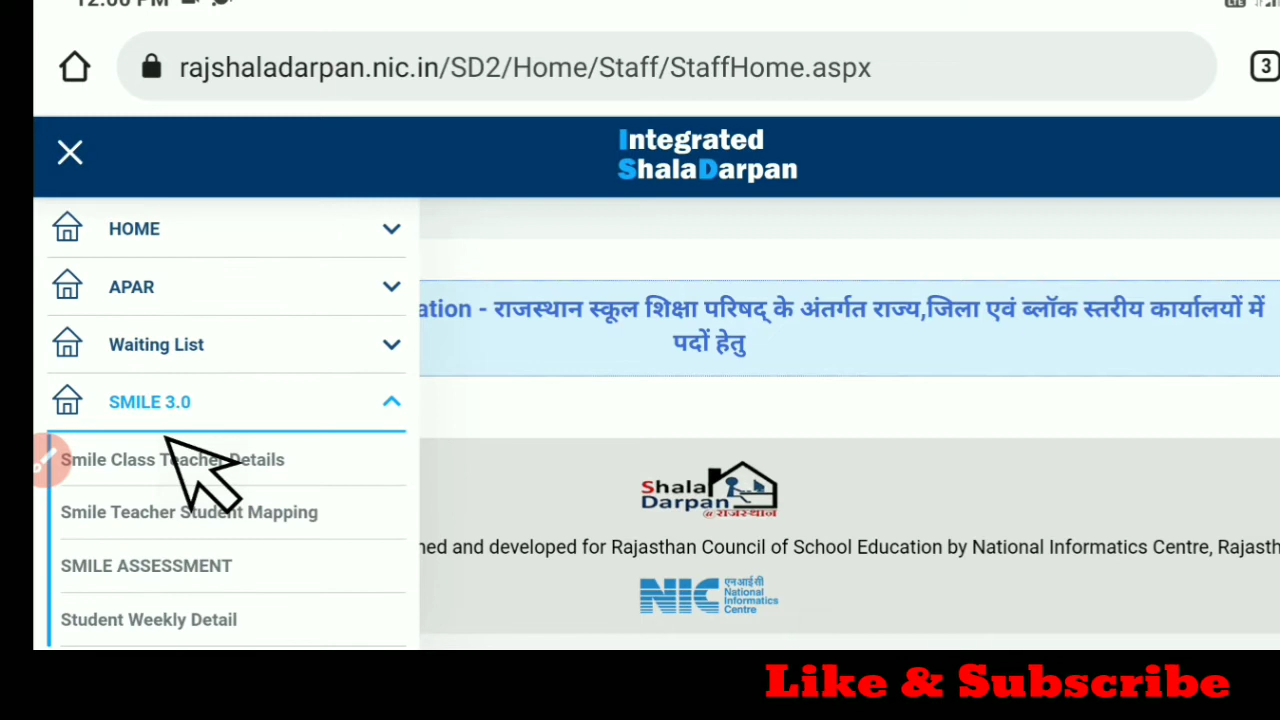 rajshaladarpan.nic.in/SD2/Home/Staff/StaffHome.aspx
3
Integrated
ShalaDarpan
HOME
APAR
ation - राजस्थान स्कूल शिक्षा परिषद् के अंतर्गत राज्य,जिला एवं ब्लॉक स्तरीय कार्यालयों में
पदों हेतु
Waiting List
SMILE 3.0
Smile Class Teacher Details
Smile Teacher Student Mapping
SMILE ASSESSMENT
Student Weekly Detail
Shala
Darpan
@राजस्थान
ned and developed for Rajasthan Council of School Education by National Informatics Centre, Rajasth
NIC
एनआईसी
National
Informatics
Centre
Like & Subscribe